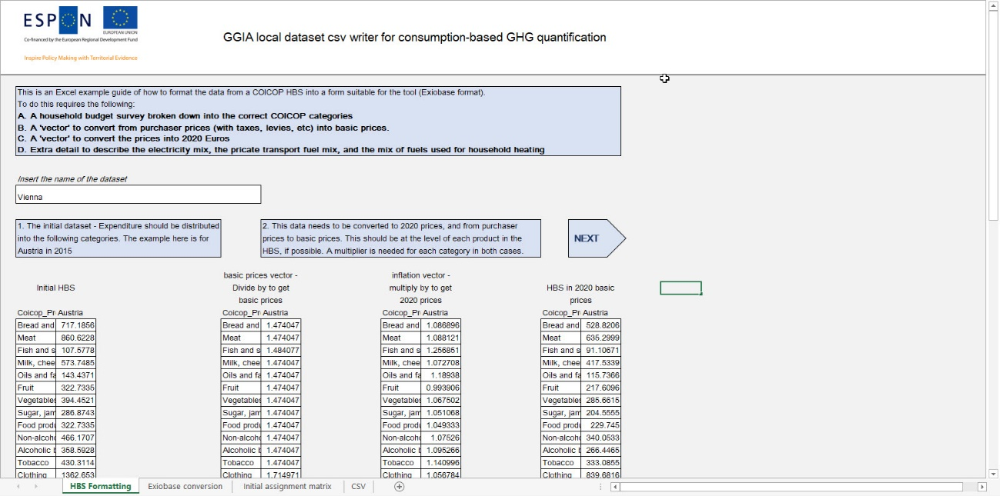 ESPON
EUROPEAN UNION
Co-financed by the European Regional Development Fund
Inspire Policy Making with Territorial Evidence
GGIA local dataset csv writer for consumption-based GHG quantification
This is an Excel example guide of how to format the data from a COICOP HBS into a form suitable for the tool (Exiobase format).
To do this requires the following:
A. A household budget survey broken down into the correct COICOP categories
B. A 'vector' to convert from purchaser prices (with taxes, levies, etc) into basic prices.
C. A 'vector' to convert the prices into 2020 Euros
D. Extra detail to describe the electricity mix, the pricate transport fuel mix, and the mix of fuels used for household heating
Insert the name of the dataset
Vienna
1. The initial dataset - Expenditure should be distributed
into the following categories. The example here is for
Austria in 2015
2. This data needs to be converted to 2020 prices, and from purchaser
prices to basic prices. This should be at the level of each product in the
HBS, if possible. A multiplier is needed for each category in both cases.
NEXT
Initial HBS
basic prices vector -
Divide by to get
basic prices
inflation vector -
multiply by to get
2020 prices
HBS in 2020 basic
prices
Coicop_Pr Austria Coicop_Pr Austria Coicop_Pr Austria Coicop_Pr Austria
Bread and 717.1856 Bread and 1.474047 Bread and 1.086896 Bread and 528.8206
Meat 860.6228 Meat 1.474047 Meat 1.088121 Meat 635.2999
Fish and s 107.5778 Fish and s 1.484077 Fish and s 1.256851 Fish and s 91.10671
Milk, chee 573.7485 Milk, chee 1.474047 Milk, chee 1.072708 Milk, chee 417.5339
Oils and fa 143.4371 Oils and fa 1.474047 Oils and fa 1.18938 Oils and fa 115.7366
Fruit 322.7335 Fruit 1.474047 Fruit 0.993906 Fruit 217.6096
Vegetables 394.4521 Vegetables 1.474047 Vegetables 1.067502 Vegetables 285.6615
Sugar, jam 286.8743 Sugar, jam 1.474047 Sugar, jam 1.051068 Sugar, jam 204.5555
Food produ 322.7335 Food produ 1.474047 Food produ 1.049333 Food produ 229.745
Non-alcoho 466.1707 Non-alcoho 1.474047 Non-alcoho 1.07526 Non-alcoho 340.0533
Alcoholic b 358.5928 Alcoholic b 1.474047 Alcoholic b 1.095266 Alcoholic b 266.4465
Tobacco 430.3114 Tobacco 1.474047 Tobacco 1.140996 Tobacco 333.0855
Clothing 1362.653 Clothing 1.714971 Clothing 1.056784 Clothing 839.6816
HBS Formatting Exiobase conversion Initial assignment matrix CSV